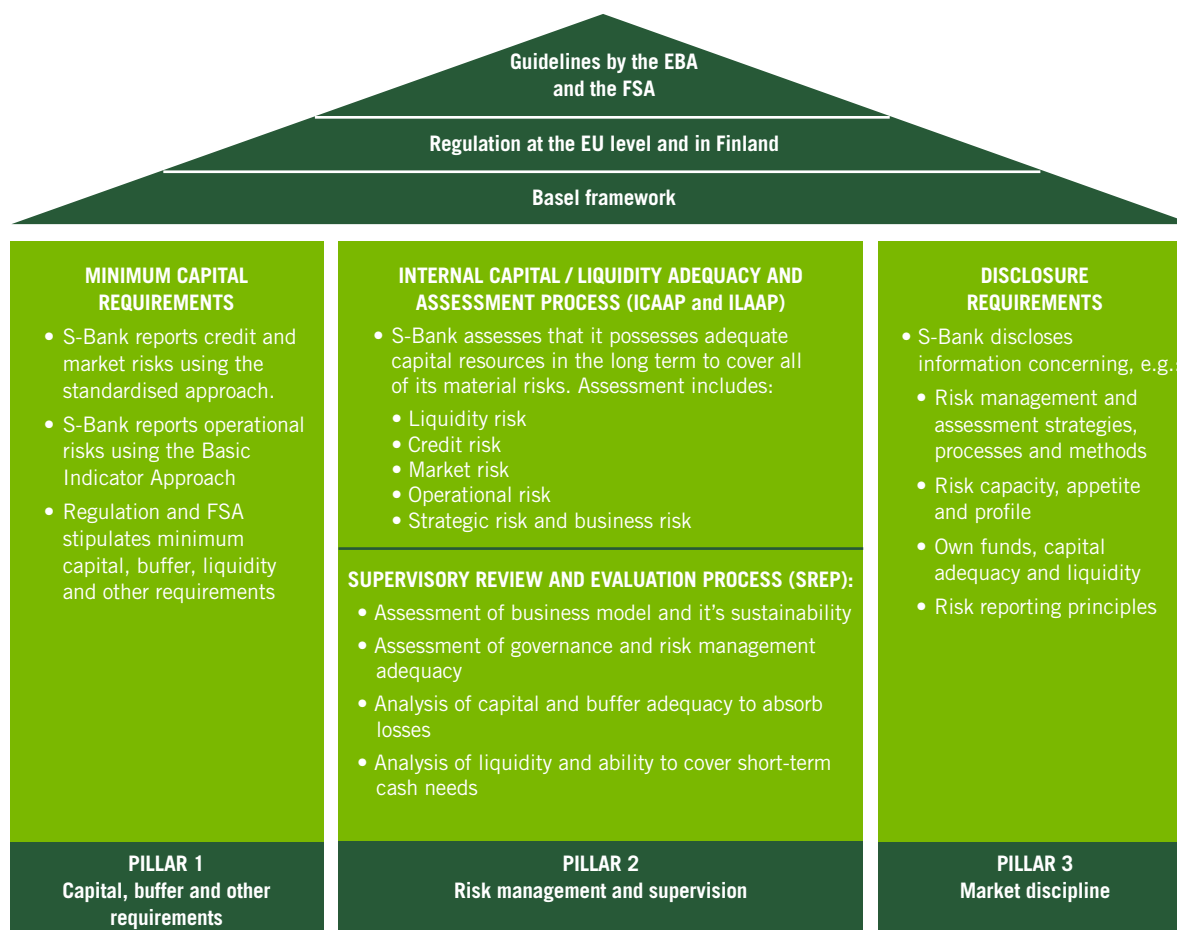 Guidelines by the EBA
and the FSA
Regulation at the EU level and in Finland
Basel framework
MINIMUM CAPITAL
REQUIREMENTS
• S-Bank reports credit and
market risks using the
standardised approach.
• S-Bank reports operational
risks using the Basic
Indicator Approach
• Regulation and FSA
stipulates minimum
capital, buffer, liquidity
and other requirements
PILLAR 1
Capital, buffer and other
requirements
INTERNAL CAPITAL / LIQUIDITY ADEQUACY AND
ASSESSMENT PROCESS (ICAAP and ILAAP)
• S-Bank assesses that it possesses adequate
capital resources in the long term to cover all
of its material risks. Assessment includes:
• Liquidity risk
• Credit risk
• Market risk
• Operational risk
• Strategic risk and business risk
SUPERVISORY REVIEW AND EVALUATION PROCESS (SREP):
• Assessment of business model and it's sustainability
• Assessment of governance and risk management
adequacy
• Analysis of capital and buffer adequacy to absorb
losses
• Analysis of liquidity and ability to cover short-term
cash needs
PILLAR 2
Risk management and supervision
DISCLOSURE
REQUIREMENTS
• S-Bank discloses
information concerning, e.g.:
• Risk management and
assessment strategies,
processes and methods
• Risk capacity, appetite
and profile
• Own funds, capital
adequacy and liquidity
• Risk reporting principles
PILLAR 3
Market discipline